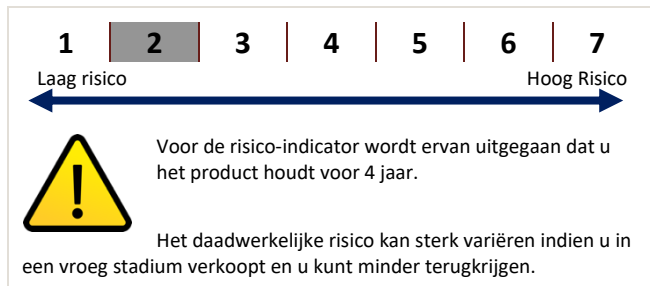 1 2 3 4 5 6 7
Laag risico Hoog Risico
Voor de risico-indicator wordt ervan uitgegaan dat u
het product houdt voor 4 jaar.
Het daadwerkelijke risico kan sterk variëren indien u in
een vroeg stadium verkoopt en u kunt minder terugkrijgen.